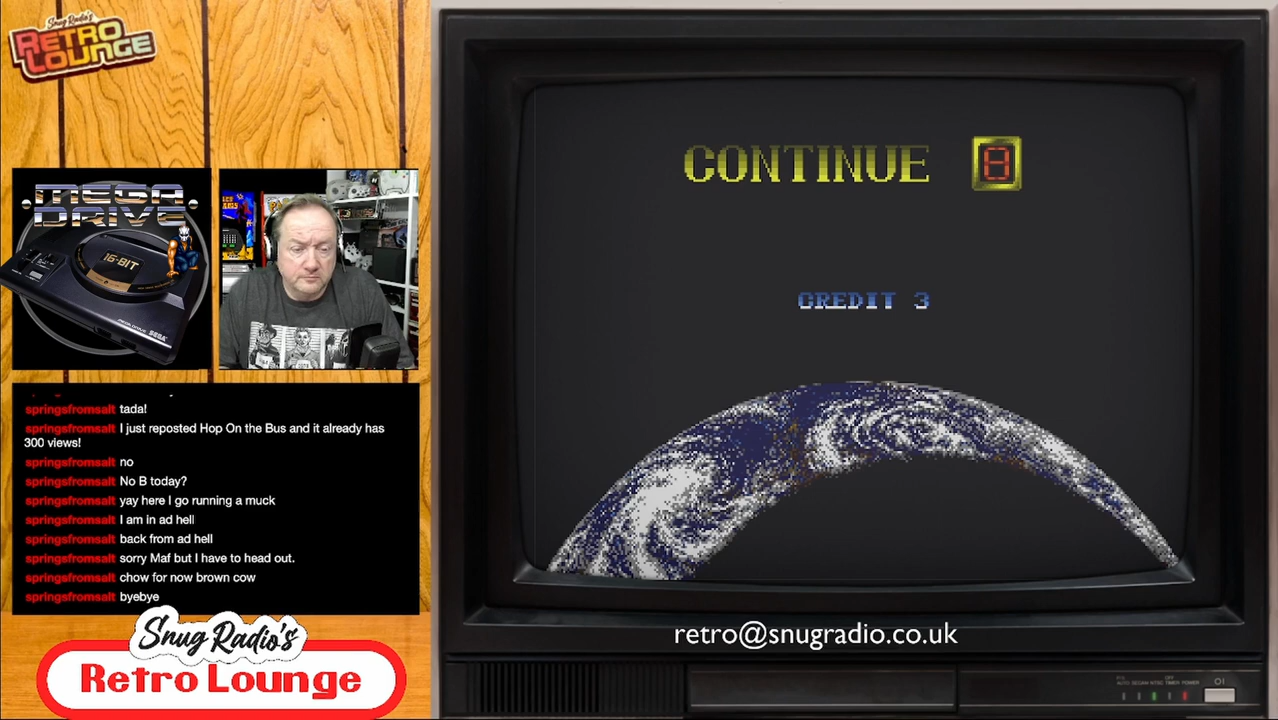 Snug Radio's
RETRO
LOUNGE
MEGA
DRIVE
16-BIT
SEGA
springsfromsalt tada!
springsfromsalt I just reposted Hop On the Bus and it already has
300 views!
springsfromsalt no
springsfromsalt No B today?
springsfromsalt yay here I go running a muck
springsfromsalt I am in ad hell
springsfromsalt back from ad hell
springsfromsalt sorry Maf but I have to head out.
springsfromsalt chow for now brown cow
springsfromsalt byebye
Snug Radio's
Retro Lounge
CONTINUE 8
CREDIT 3
retro@snugradio.co.uk